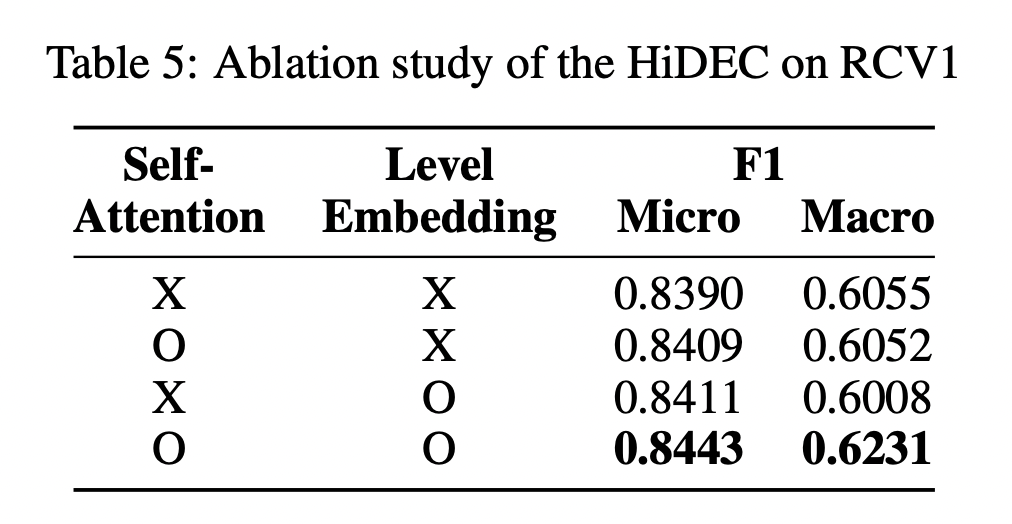 Table 5: Ablation study of the HiDEC on RCV1
Self- Level F1
Attention Embedding Micro Macro
X X 0.8390 0.6055
O X 0.8409 0.6052
X O 0.8411 0.6008
O O 0.8443 0.6231